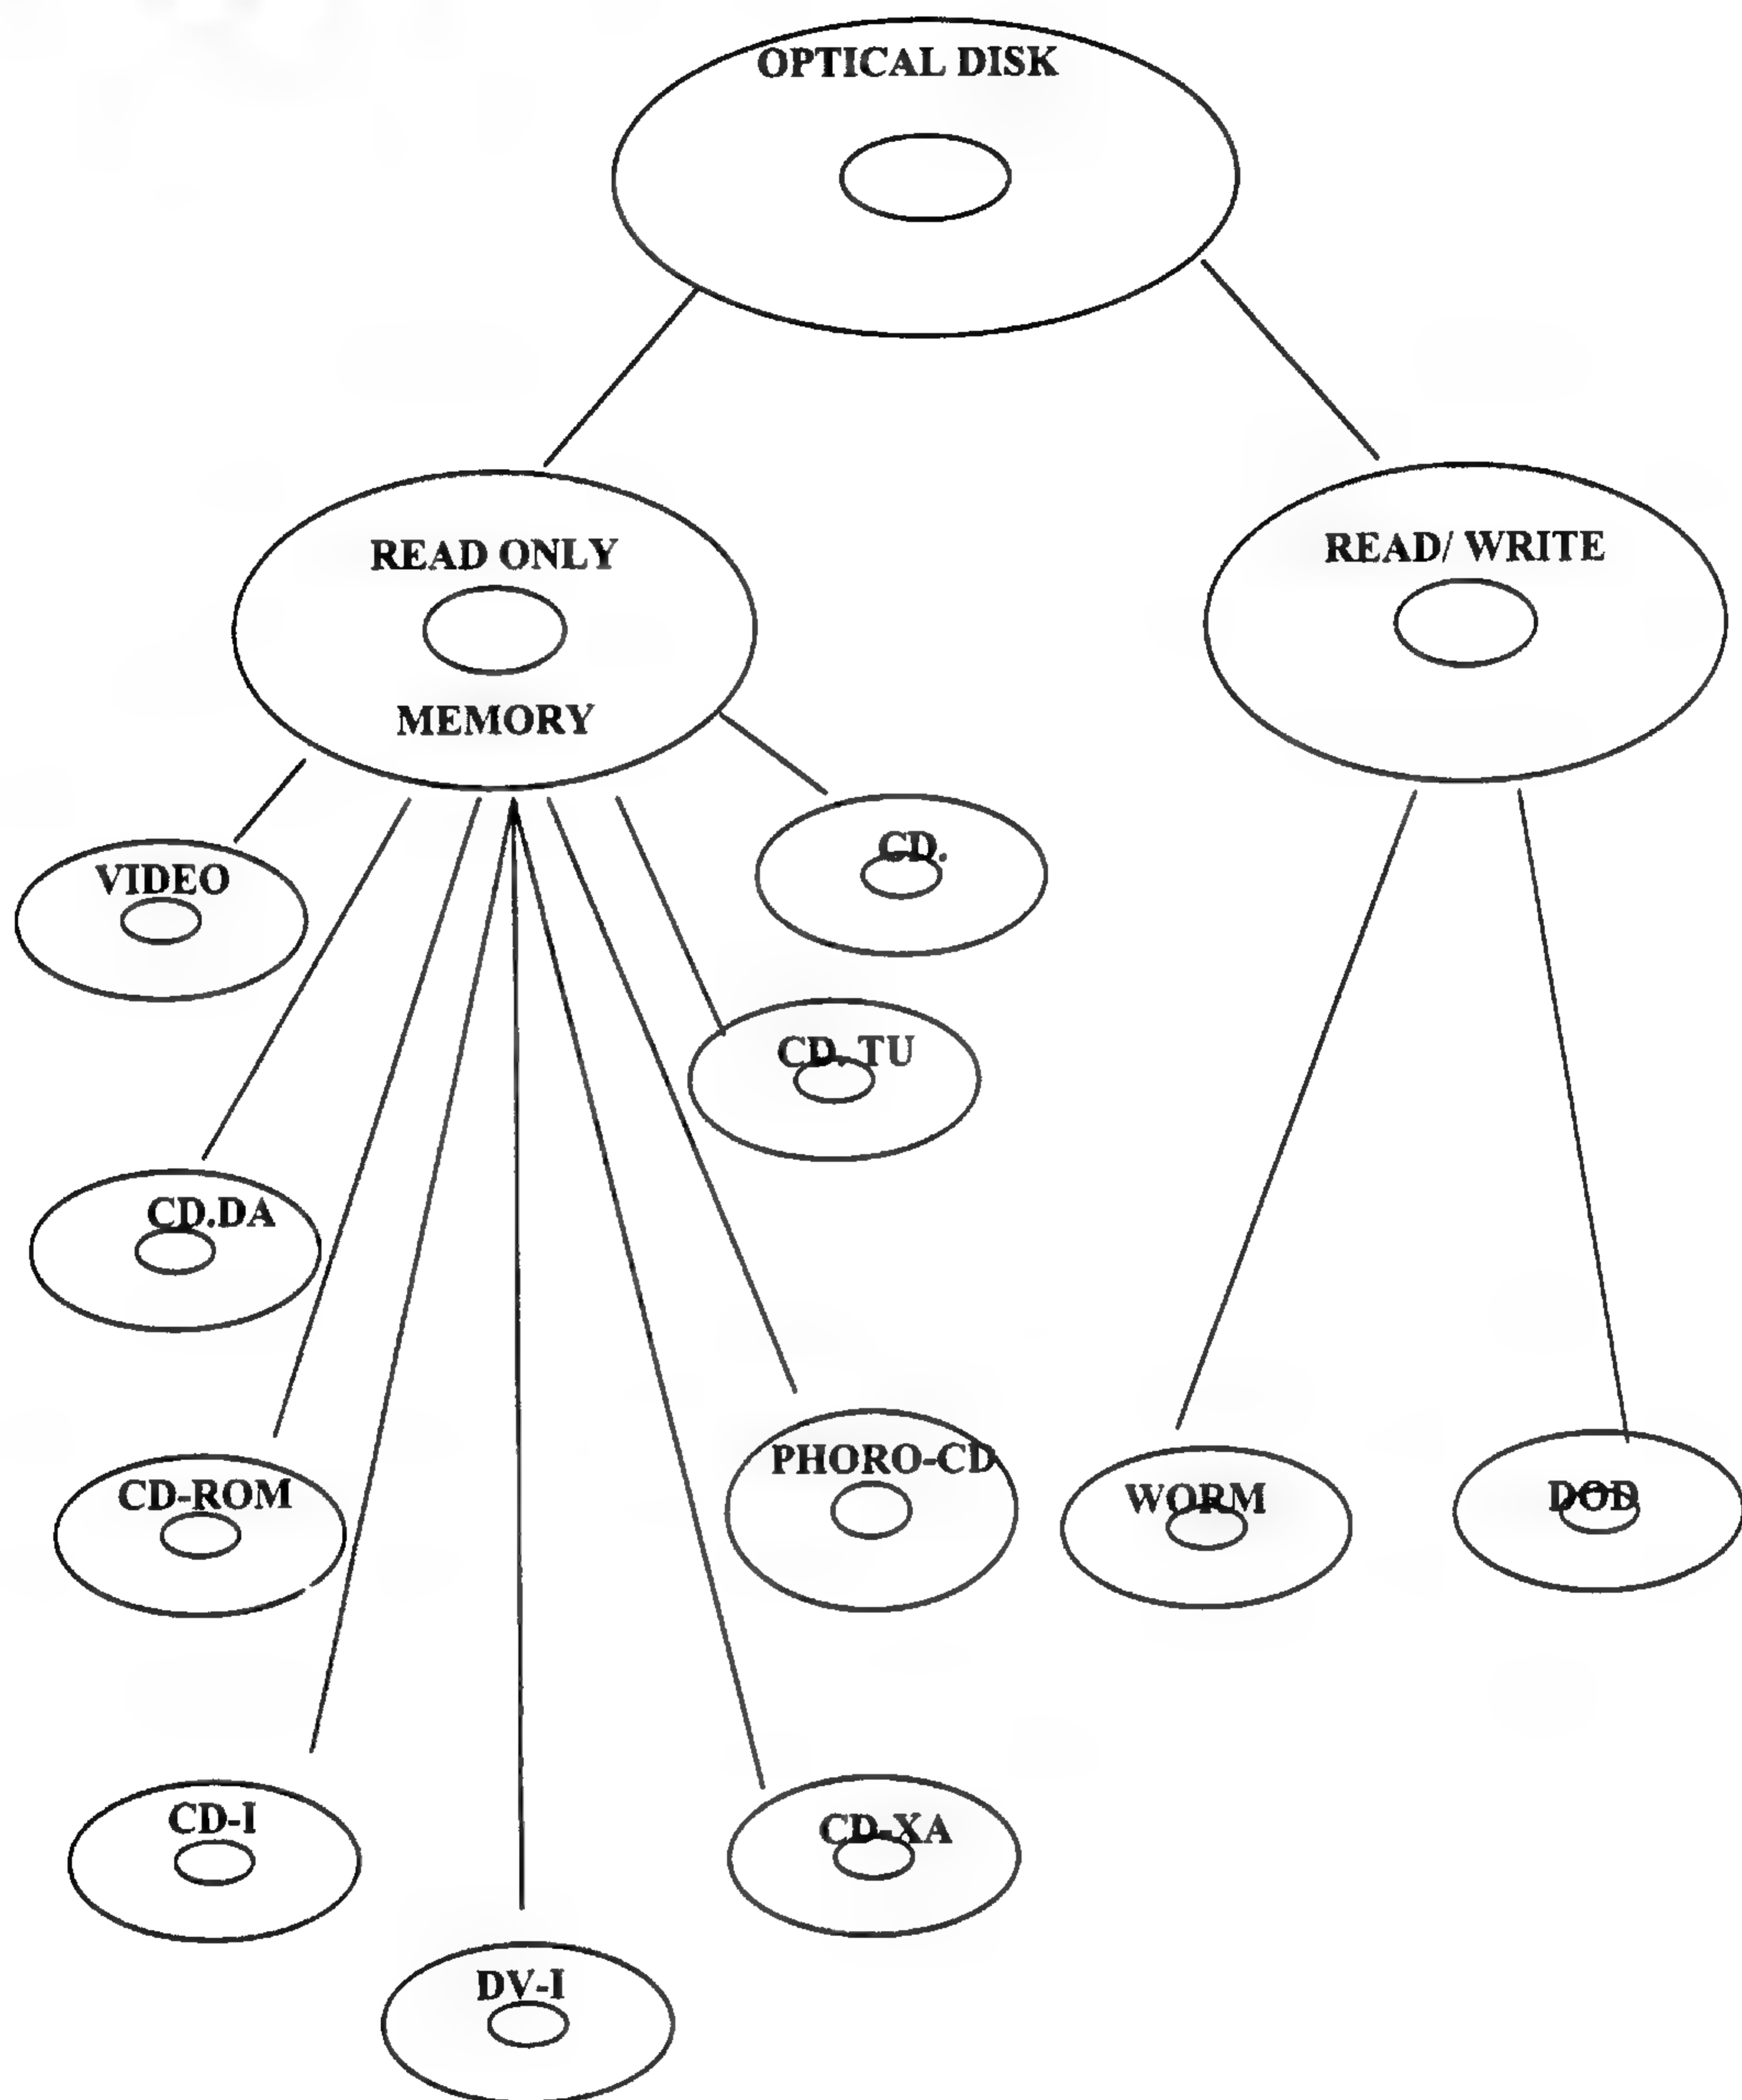 OPTICAL DISK
READ ONLY
MEMORY
READ/ WRITE
VIDEO
CD.
CD. TU
CD.DA
CD-ROM
PHORO-CD
WORM
DOD
CD-I
CD-XA
DV-I